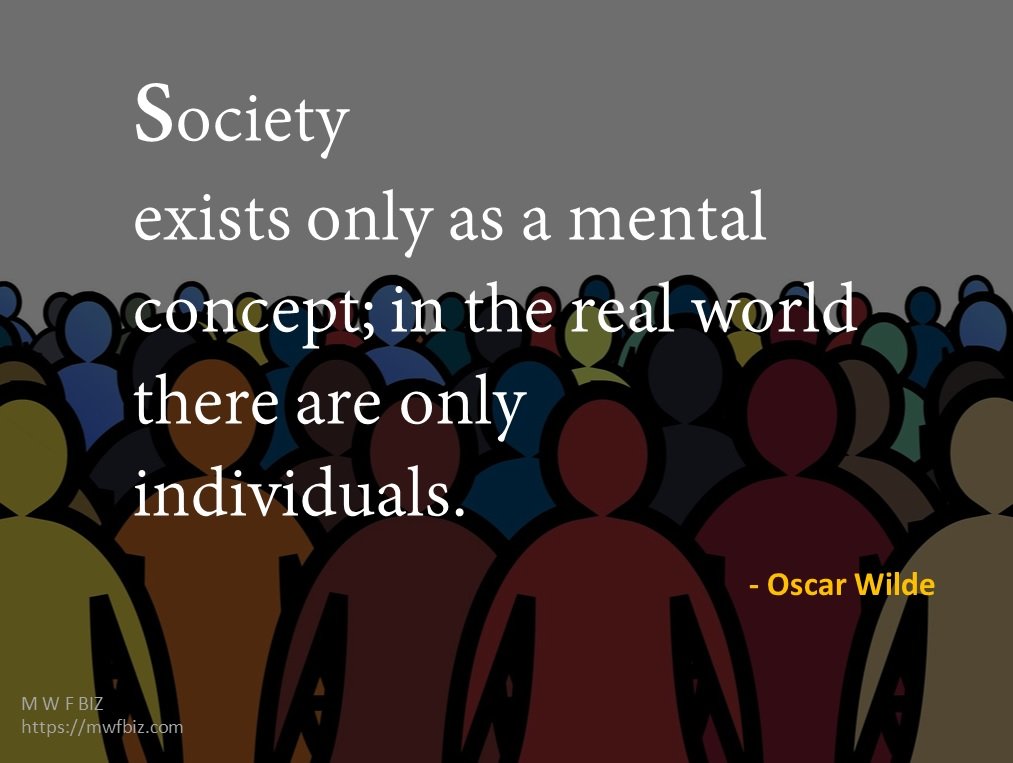 Society
exists only as a mental
concept; in the real world
there are only
individuals.
- Oscar Wilde
M W F BIZ
https://mwfbiz.com